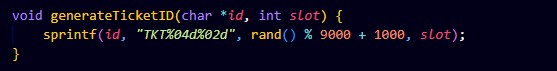 void generateTicketID(char *id, int slot) {
    sprintf(id, "TKT%04d%02d", rand() % 9000 + 1000, slot);
}